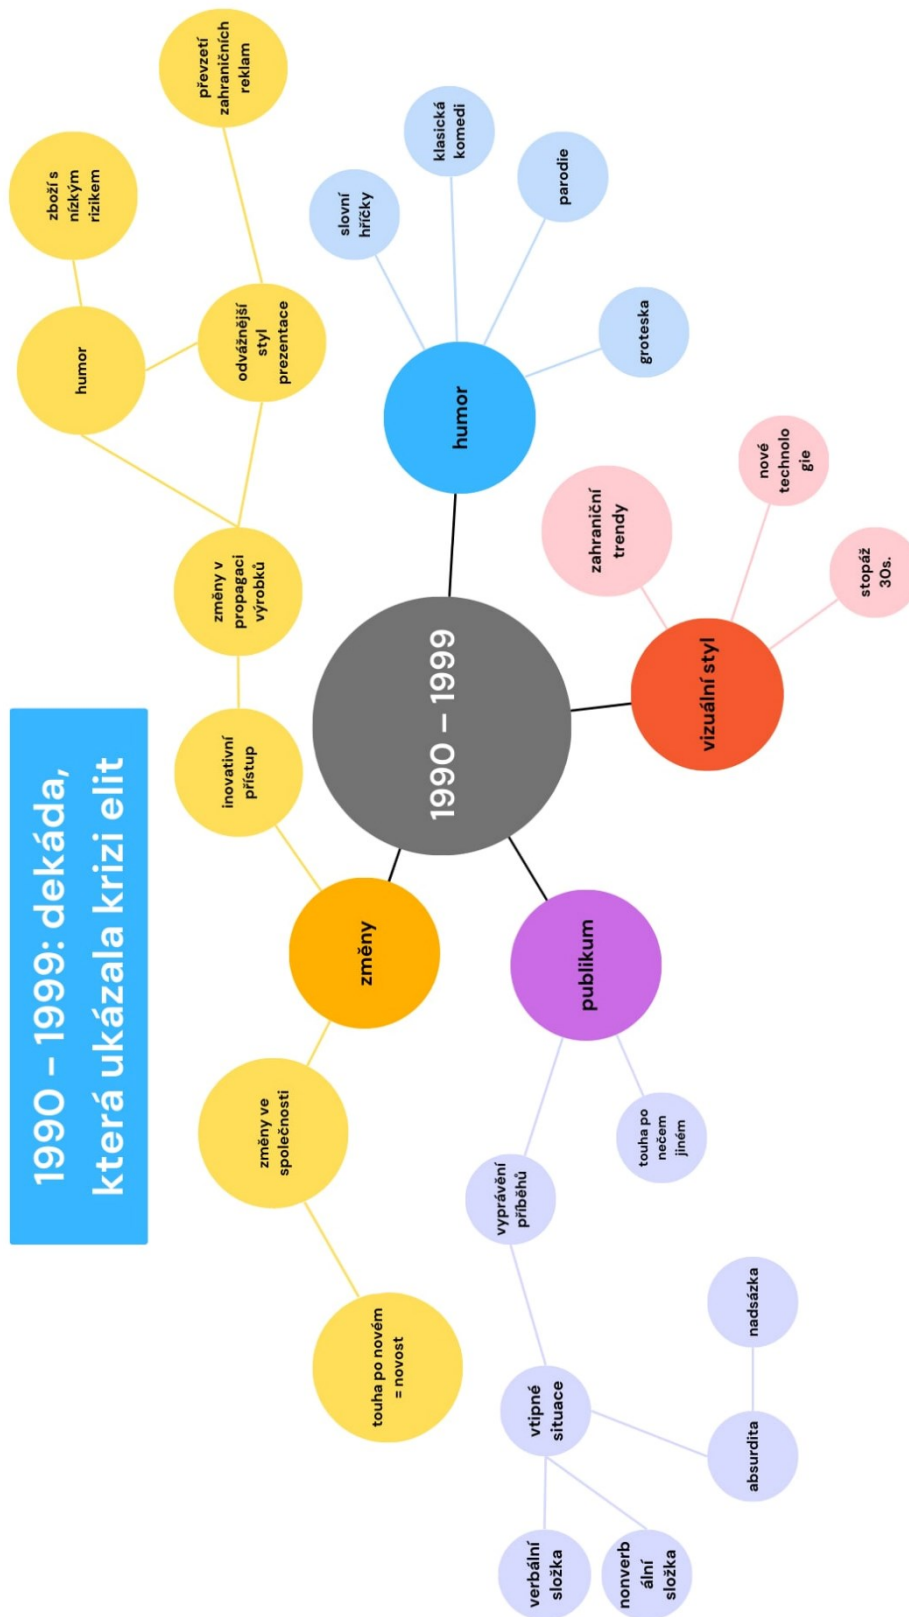 1990 – 1999: dekáda,
která ukázala krizi elit
touha po novém
= novost
změny ve
společnosti
změny
inovativní
přístup
změny v
propagaci
výrobků
humor
zboží s
nízkým
rizikem
odvážnější
styl
prezentace
převzetí
zahraničních
reklam
1990 – 1999
humor
slovní
hříčky
klasická
komedi
parodie
groteska
vizuální styl
zahraniční
trendy
nové
technolo
gie
stopáž
30s.
publikum
touha po
nečem
jiném
vyprávění
příběhů
vtipné
situace
verbální
složka
nonverb
ální
složka
absurdita
nadsázka